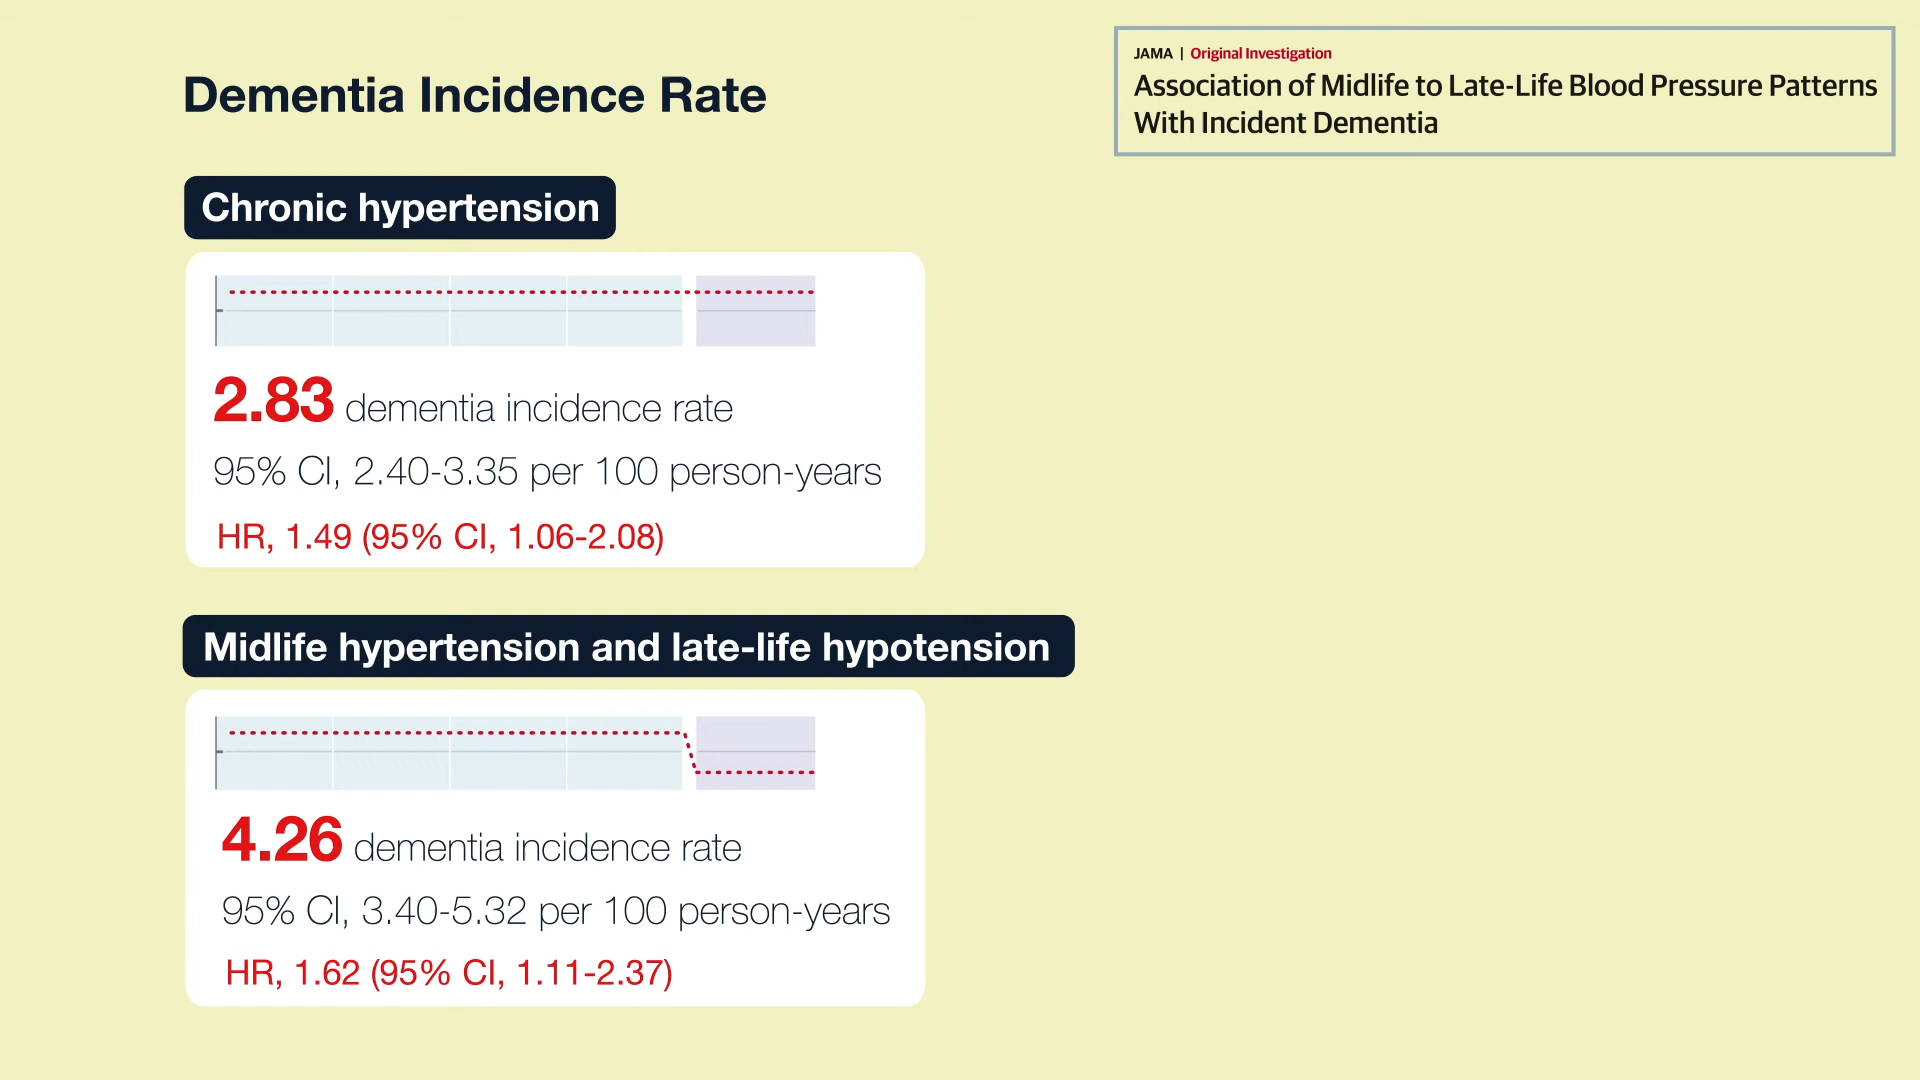 JAMA | Original Investigation
Association of Midlife to Late-Life Blood Pressure Patterns
With Incident Dementia
Dementia Incidence Rate
Chronic hypertension
2.83 dementia incidence rate
95% CI, 2.40-3.35 per 100 person-years
HR, 1.49 (95% CI, 1.06-2.08)
Midlife hypertension and late-life hypotension
4.26 dementia incidence rate
95% CI, 3.40-5.32 per 100 person-years
HR, 1.62 (95% CI, 1.11-2.37)